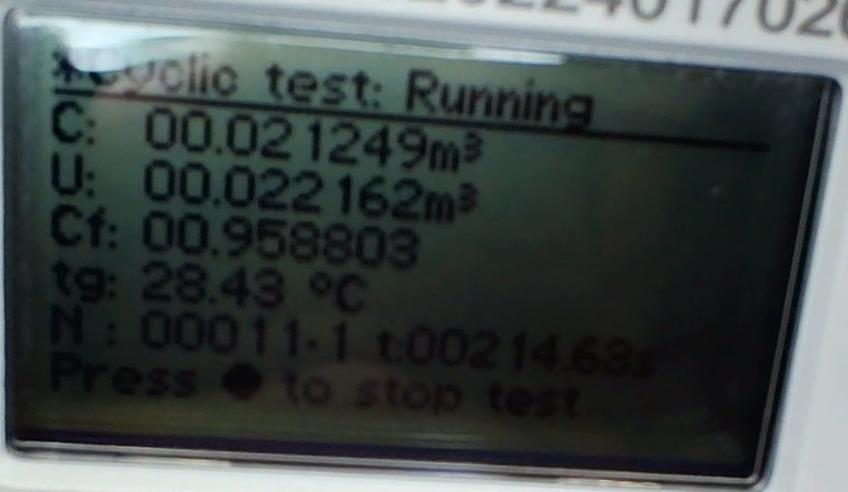 *Cyclic test: Running
C: 00.021249m³
U: 00.022162m³
Cf: 00.958803
tg: 28.43 ºC
N : 00011-1 t:00214.63s
Press ● to stop test